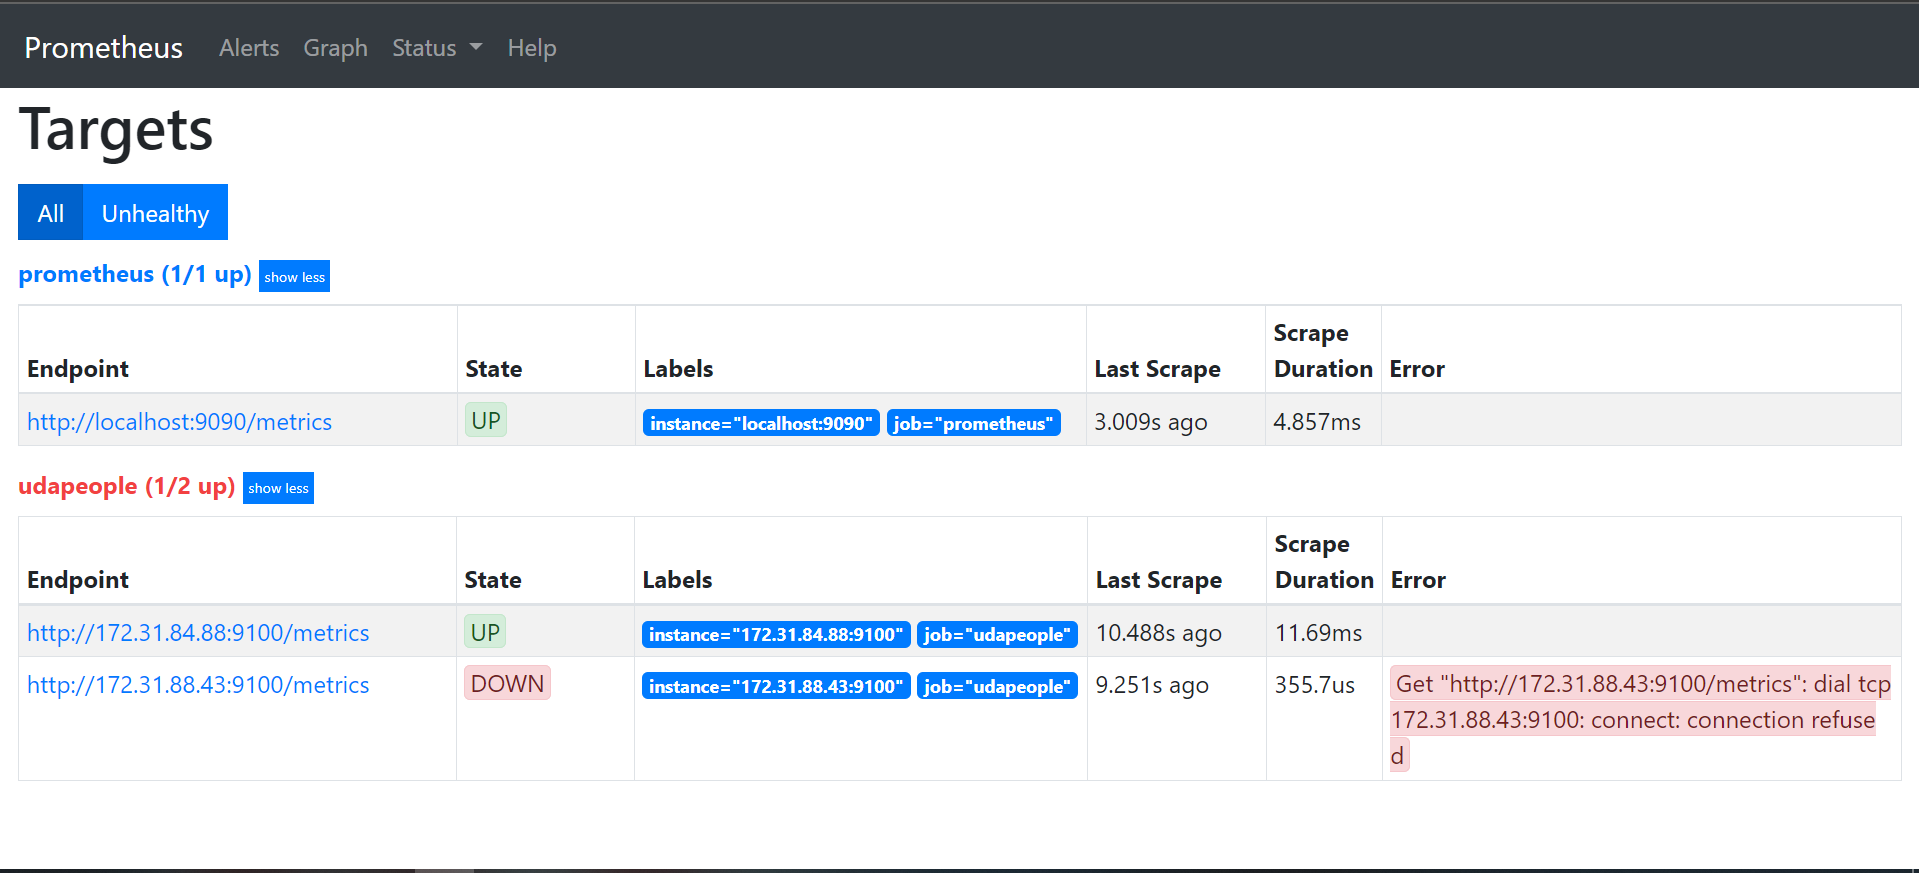 Prometheus Alerts Graph Status Help
Targets
All Unhealthy
prometheus (1/1 up) show less
Endpoint State Labels Last Scrape Scrape Duration Error
http://localhost:9090/metrics UP instance="localhost:9090" job="prometheus" 3.009s ago 4.857ms
udapeople (1/2 up) show less
Endpoint State Labels Last Scrape Scrape Duration Error
http://172.31.84.88:9100/metrics UP instance="172.31.84.88:9100" job="udapeople" 10.488s ago 11.69ms
http://172.31.88.43:9100/metrics DOWN instance="172.31.88.43:9100" job="udapeople" 9.251s ago 355.7us Get "http://172.31.88.43:9100/metrics": dial tcp
172.31.88.43:9100: connect: connection refuse
d